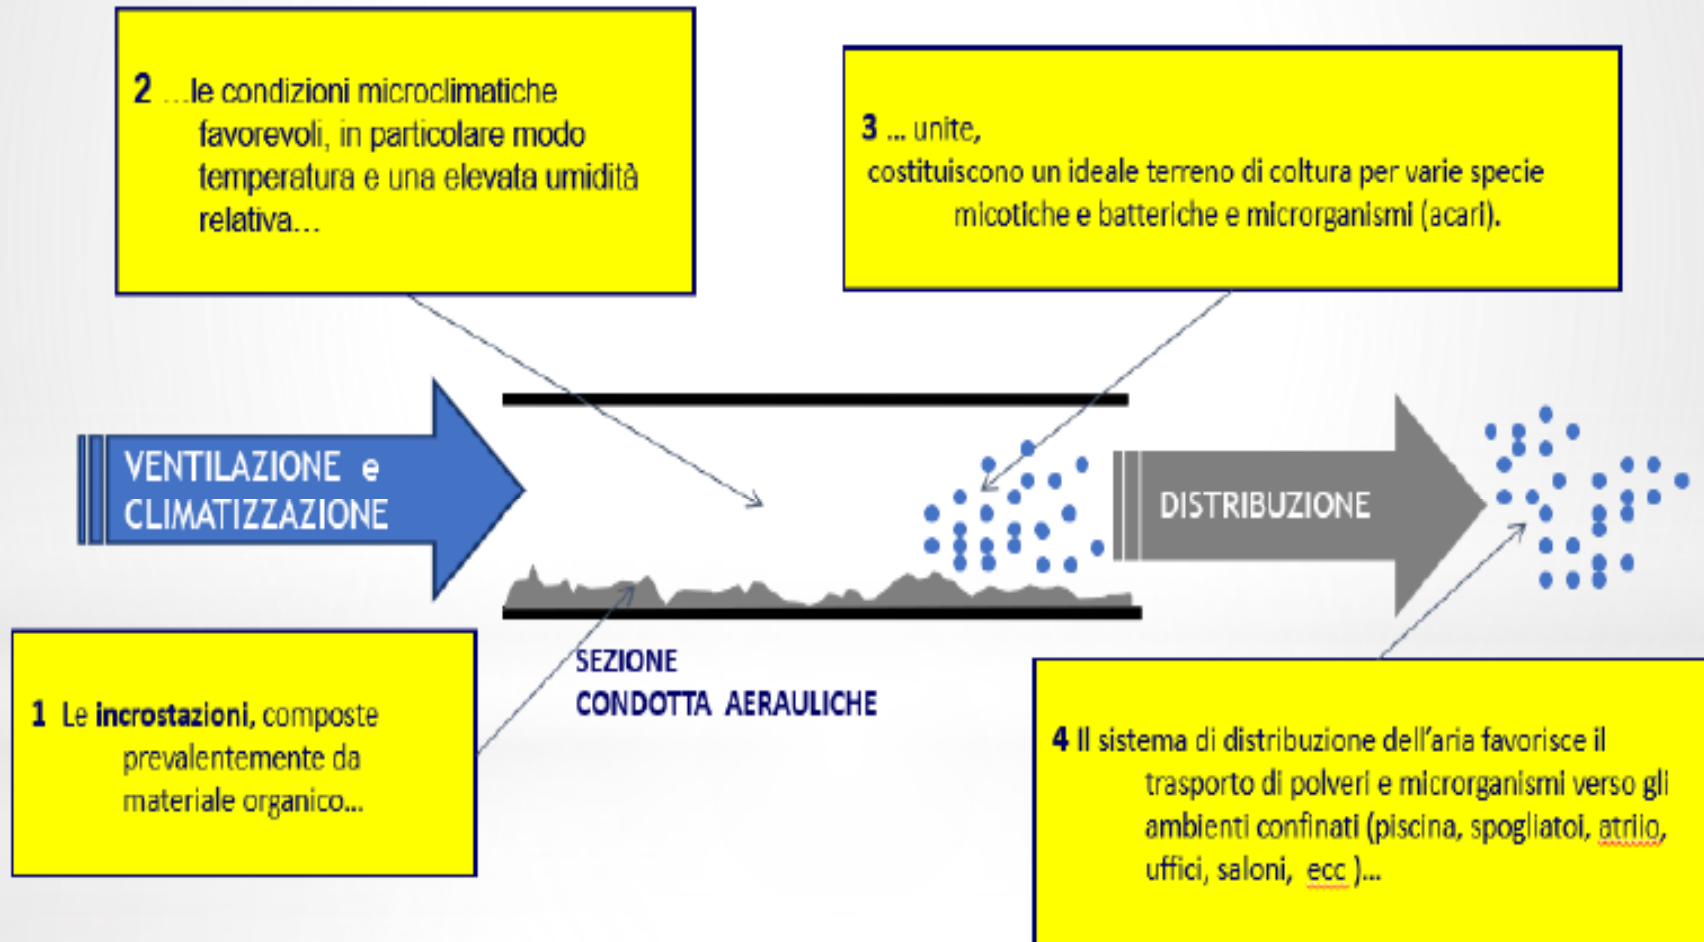 2 ...le condizioni microclimatiche
favorevoli, in particolare modo
temperatura e una elevata umidità
relativa...
3 ... unite,
costituiscono un ideale terreno di coltura per varie specie
micotiche e batteriche e microrganismi (acari).
VENTILAZIONE e
CLIMATIZZAZIONE
DISTRIBUZIONE
SEZIONE
CONDOTTA AERAULICHE
1 Le incrostazioni, composte
prevalentemente da
materiale organico...
4 Il sistema di distribuzione dell'aria favorisce il
trasporto di polveri e microrganismi verso gli
ambienti confinati (piscina, spogliatoi, atriio,
uffici, saloni, ecc )...